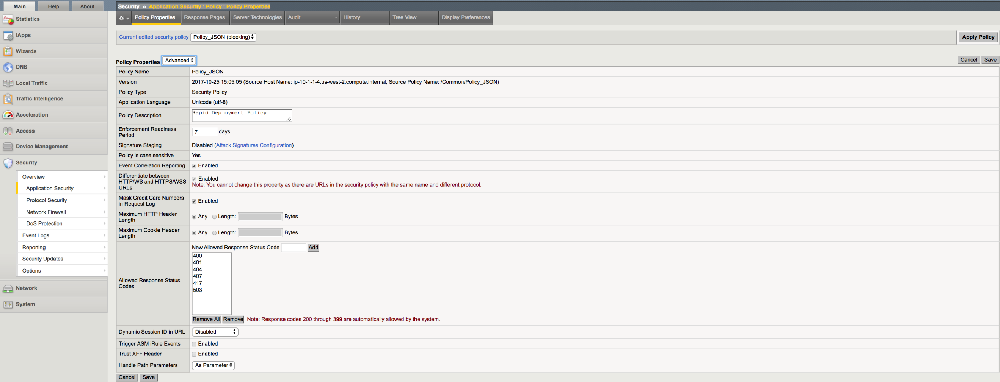 Main Help About
Statistics
iApps
Wizards
DNS
Local Traffic
Traffic Intelligence
Acceleration
Access
Device Management
Security
Overview
Application Security
Protocol Security
Network Firewall
DoS Protection
Event Logs
Reporting
Security Updates
Options
Network
System
Security ›› Application Security : Policy : Policy Properties
Policy Properties Response Pages Server Technologies Audit History Tree View Display Preferences
Current edited security policy Policy_JSON (blocking) Apply Policy
Policy Properties Advanced Cancel Save
Policy Name Policy_JSON
Version 2017-10-25 15:05:05 (Source Host Name: ip-10-1-1-4.us-west-2.compute.internal, Source Policy Name: /Common/Policy_JSON)
Policy Type Security Policy
Application Language Unicode (utf-8)
Policy Description Rapid Deployment Policy
Enforcement Readiness
Period 7 days
Signature Staging Disabled (Attack Signatures Configuration)
Policy is case sensitive Yes
Event Correlation Reporting Enabled
Differentiate between
HTTP/WS and HTTPS/WSS
URLs
Enabled
Note: You cannot change this property as there are URLs in the security policy with the same name and different protocol.
Mask Credit Card Numbers
in Request Log
Enabled
Maximum HTTP Header
Length
Any Length: Bytes
Maximum Cookie Header
Length
Any Length: Bytes
Allowed Response Status
Codes
New Allowed Response Status Code Add
400
401
404
407
417
503
Remove All Remove Note: Response codes 200 through 399 are automatically allowed by the system.
Dynamic Session ID in URL Disabled
Trigger ASM iRule Events Enabled
Trust XFF Header Enabled
Handle Path Parameters As Parameter
Cancel Save